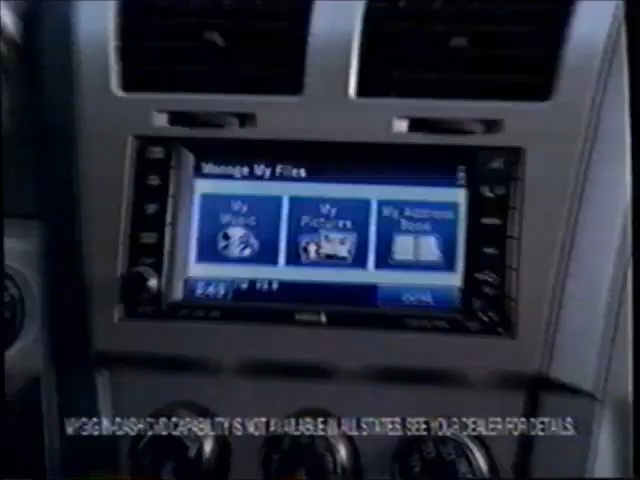 Manage My Files
My Music
My Pictures
My Address Book
MYGIG IN-DASH DVD CAPABILITY IS NOT AVAILABLE IN ALL STATES. SEE YOUR DEALER FOR DETAILS.